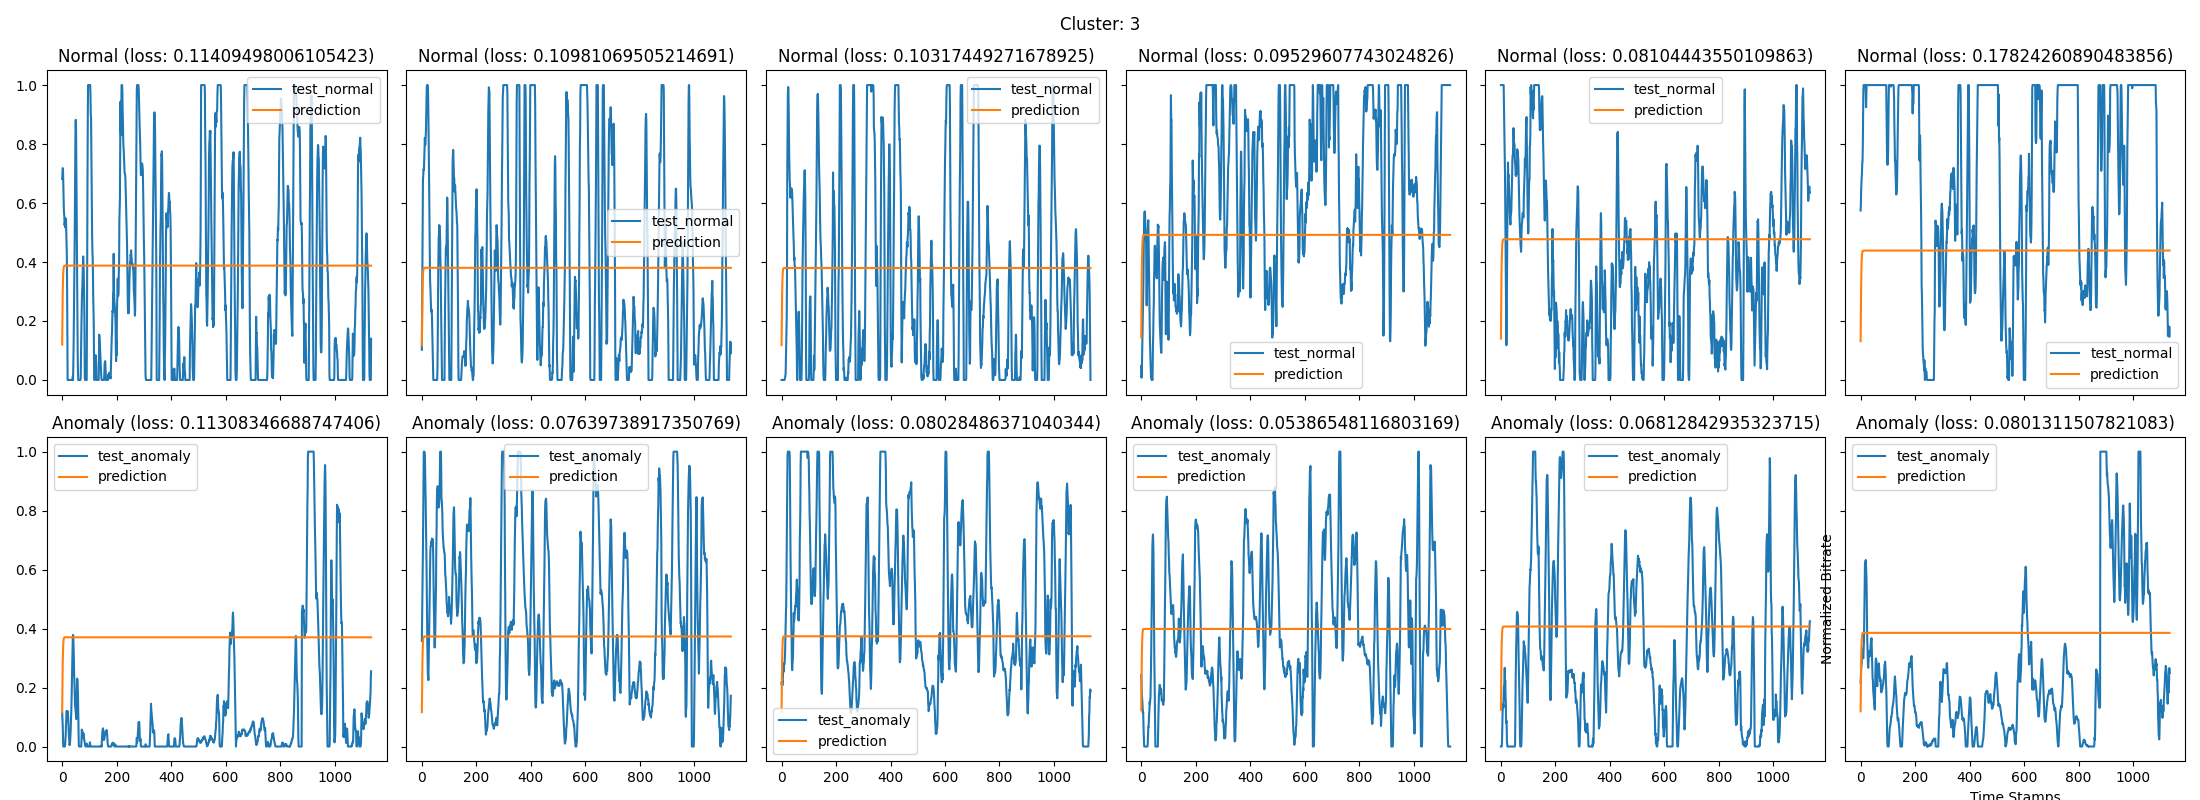 Cluster: 3
Normal (loss: 0.11409498006105423)
Normal (loss: 0.10981069505214691)
Normal (loss: 0.10317449271678925)
Normal (loss: 0.09529607743024826)
Normal (loss: 0.08104443550109863)
Normal (loss: 0.17824260890483856)
1.0
0.8
0.6
0.4
0.2
0.0
test_normal
prediction
test_normal
prediction
test_normal
prediction
test_normal
prediction
test_normal
prediction
test_normal
prediction
Anomaly (loss: 0.11308346688747406)
Anomaly (loss: 0.07639738917350769)
Anomaly (loss: 0.08028486371040344)
Anomaly (loss: 0.053865548116803169)
Anomaly (loss: 0.06812842935323715)
Anomaly (loss: 0.0801311507821083)
1.0
0.8
0.6
0.4
0.2
0.0
test_anomaly
prediction
test_anomaly
prediction
test_anomaly
prediction
test_anomaly
prediction
test_anomaly
prediction
test_anomaly
prediction
Normalized Bitrate
0 200 400 600 800 1000
0 200 400 600 800 1000
0 200 400 600 800 1000
0 200 400 600 800 1000
0 200 400 600 800 1000
0 200 400 600 800 1000
Time Stamps